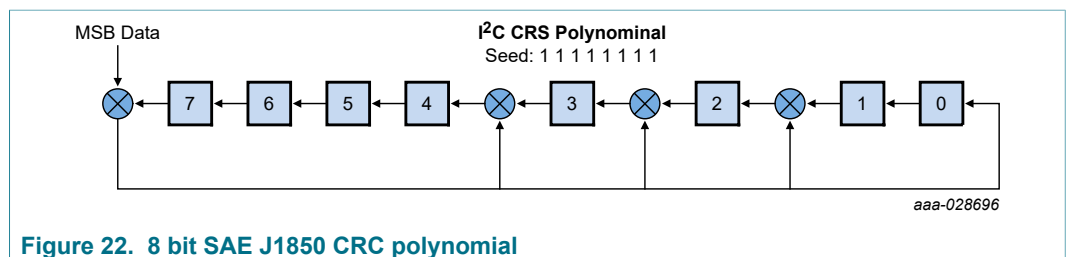 MSB Data
I²C CRS Polynominal
Seed: 1 1 1 1 1 1 1 1
7 6 5 4 3 2 1 0
aaa-028696
Figure 22. 8 bit SAE J1850 CRC polynomial